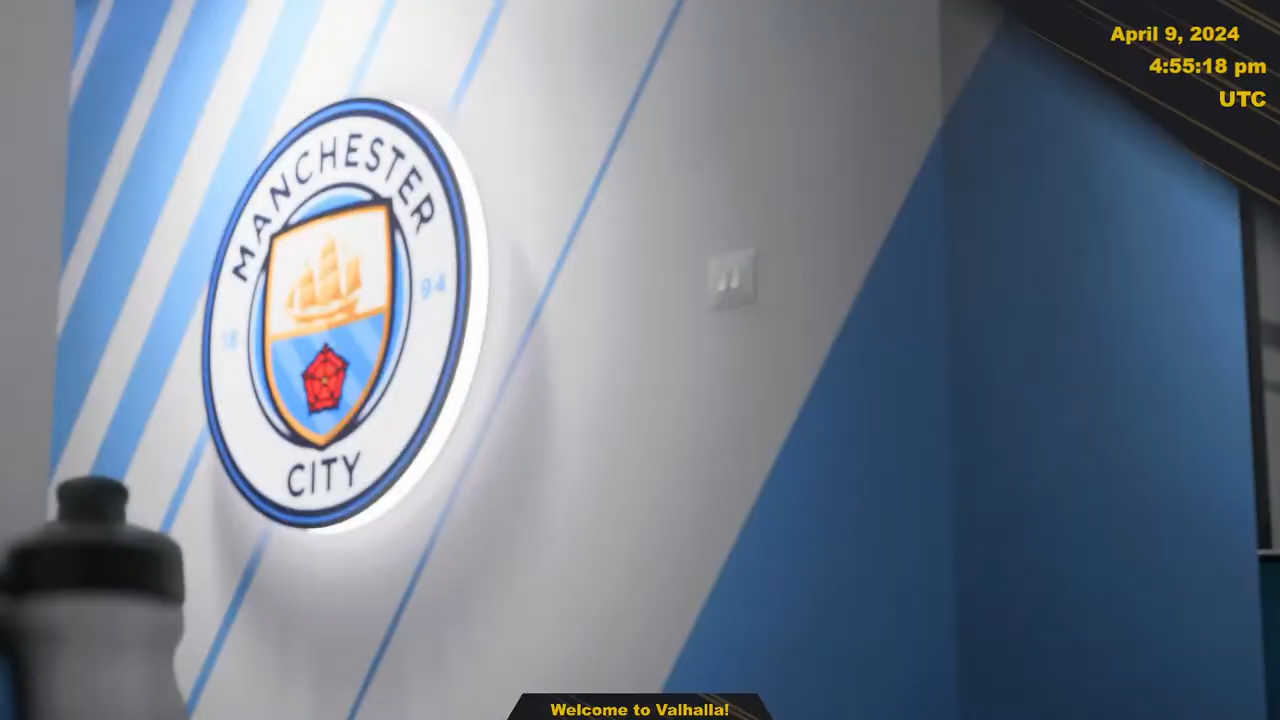 April 9, 2024
4:55:18 pm
UTC
MANCHESTER
18 94
CITY
Welcome to Valhalla!